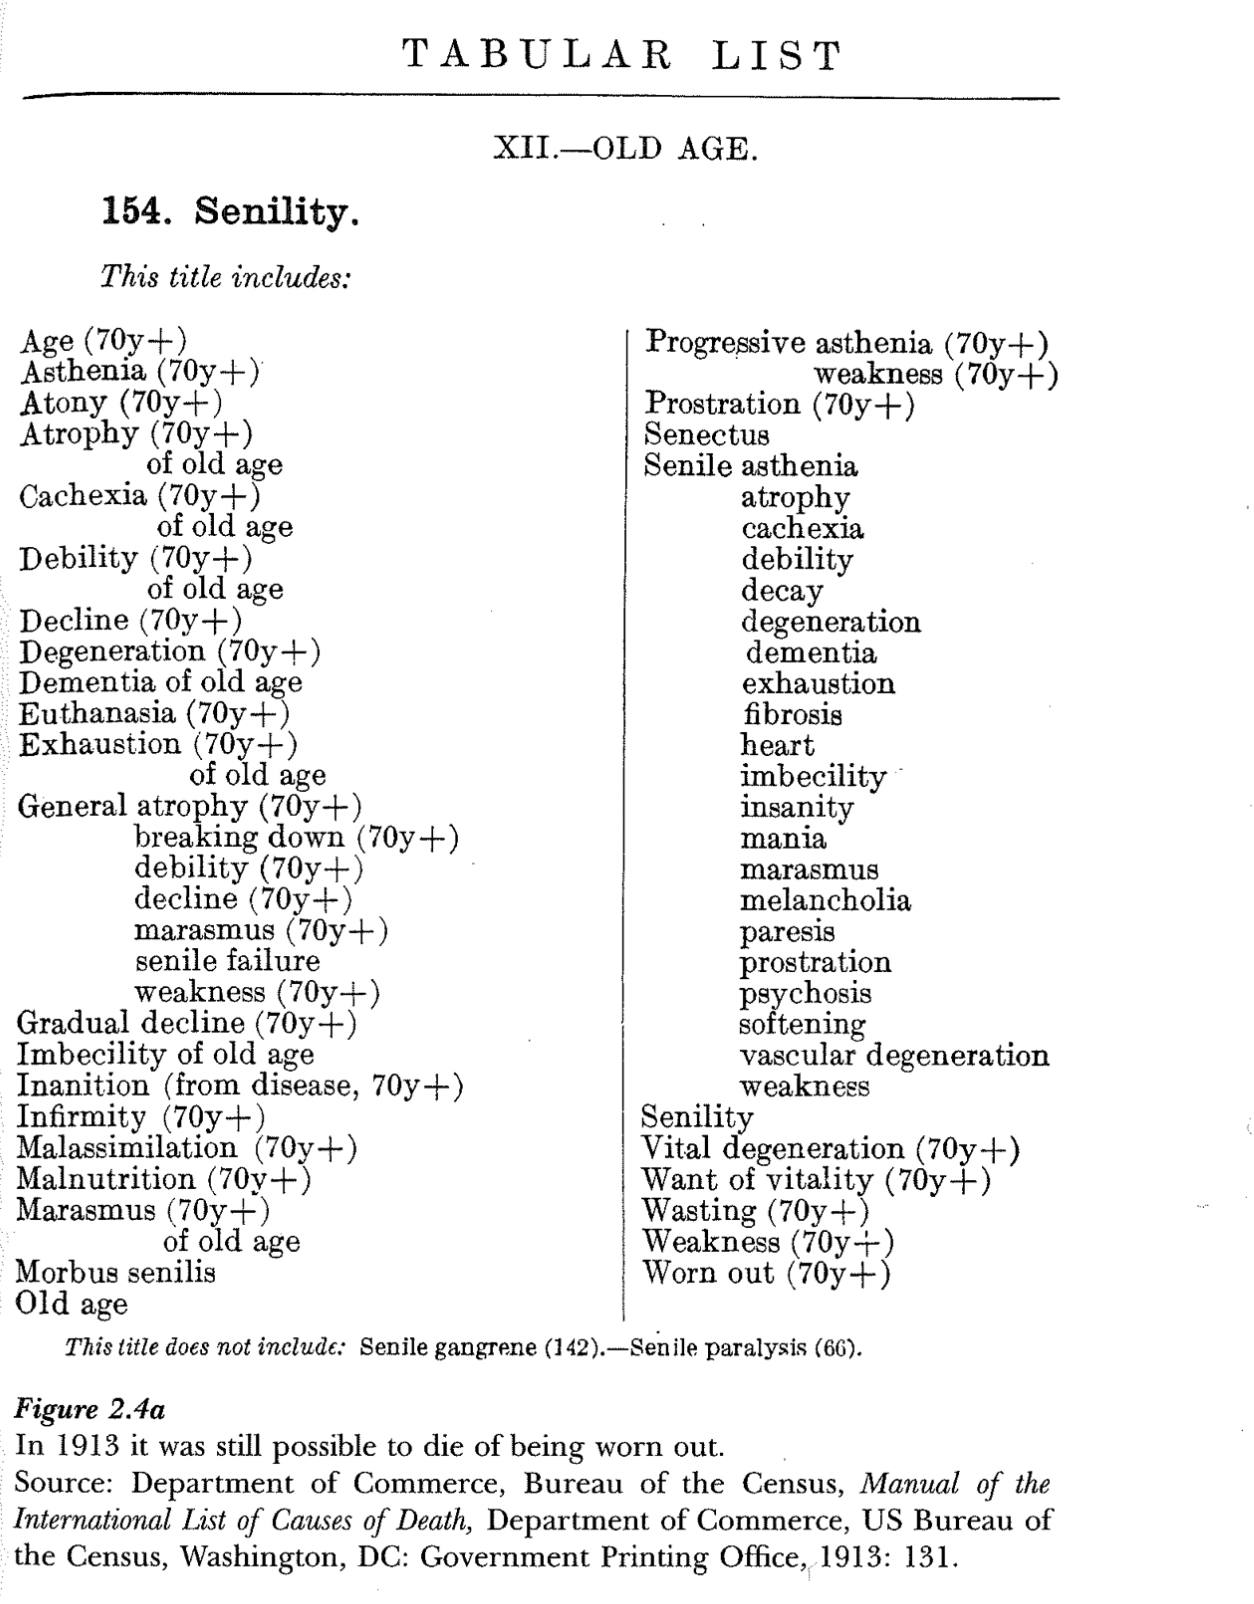 TABULAR LIST
XII.—OLD AGE.
154. Senility.
This title includes:
Age (70y+)
Asthenia (70y+)
Atony (70y+)
Atrophy (70y+)
of old age
Cachexia (70y+)
of old age
Debility (70y+)
of old age
Decline (70y+)
Degeneration (70y+)
Dementia of old age
Euthanasia (70y+)
Exhaustion (70y+)
of old age
General atrophy (70y+)
breaking down (70y+)
debility (70y+)
decline (70y+)
marasmus (70y+)
senile failure
weakness (70y+)
Gradual decline (70y+)
Imbecility of old age
Inanition (from disease, 70y+)
Infirmity (70y+)
Malassimilation (70y+)
Malnutrition (70y+)
Marasmus (70y+)
of old age
Morbus senilis
Old age
Progressive asthenia (70y+)
weakness (70y+)
Prostration (70y+)
Senectus
Senile asthenia
atrophy
cachexia
debility
decay
degeneration
dementia
exhaustion
fibrosis
heart
imbecility
insanity
mania
marasmus
melancholia
paresis
prostration
psychosis
softening
vascular degeneration
weakness
Senility
Vital degeneration (70y+)
Want of vitality (70y+)
Wasting (70y+)
Weakness (70y+)
Worn out (70y+)
This title does not include: Senile gangrene (142).—Senile paralysis (66).
Figure 2.4a
In 1913 it was still possible to die of being worn out.
Source: Department of Commerce, Bureau of the Census, Manual of the
International List of Causes of Death, Department of Commerce, US Bureau of
the Census, Washington, DC: Government Printing Office, 1913: 131.